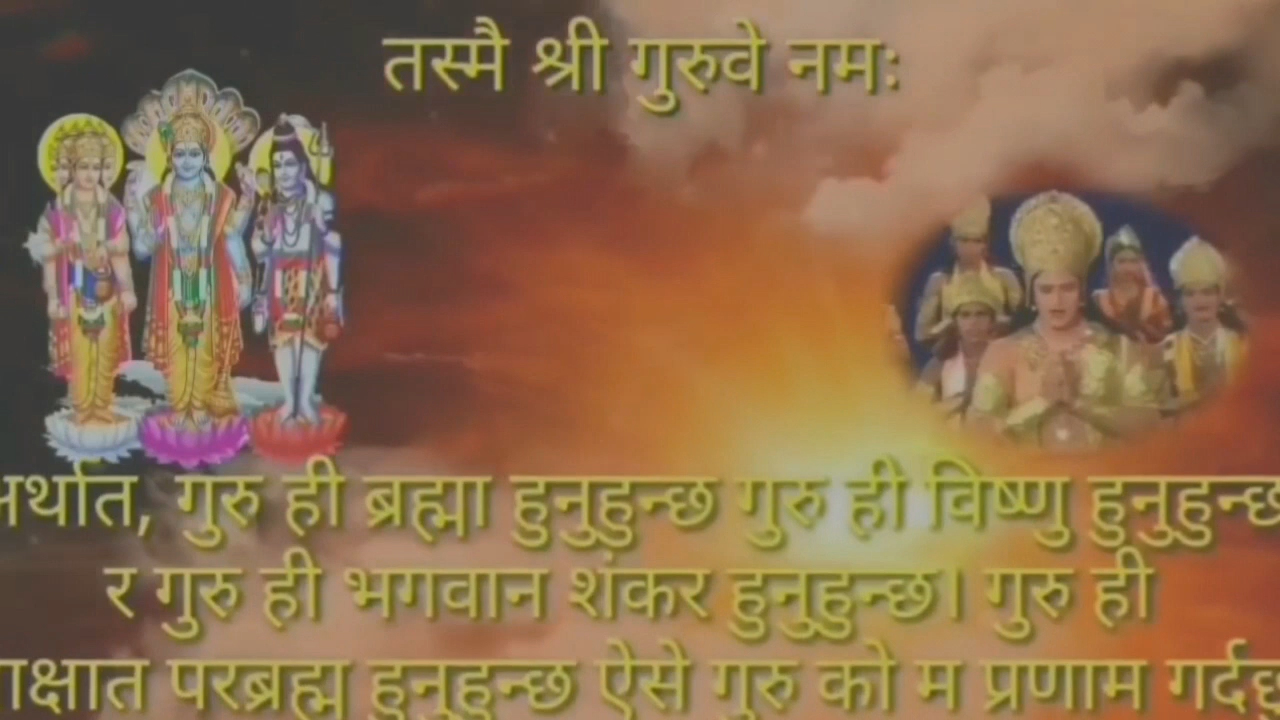 तस्मै श्री गुरुवे नमः
अर्थात, गुरु ही ब्रह्मा हुनुहुन्छ गुरु ही विष्णु हुनुहुन्छ
र गुरु ही भगवान शंकर हुनुहुन्छ। गुरु ही
साक्षात परब्रह्म हुनुहुन्छ ऐसे गुरु को म प्रणाम गर्दछु